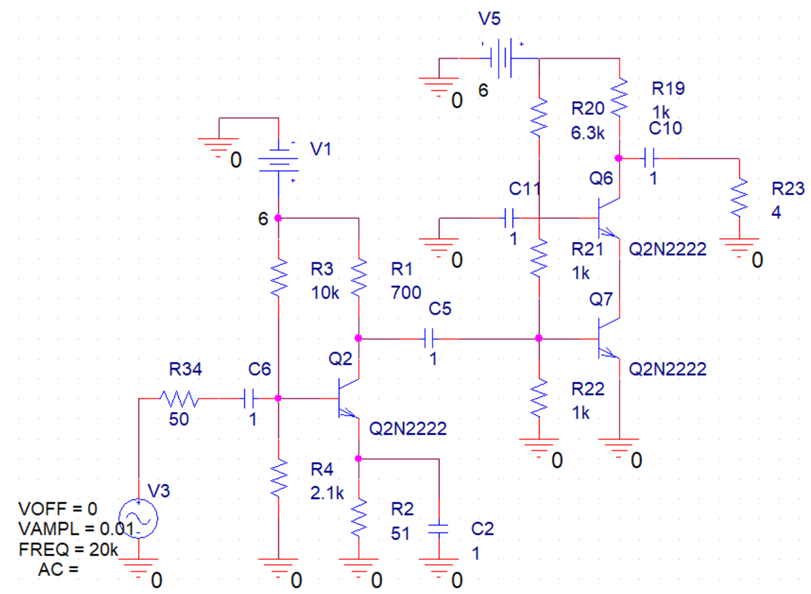 V5
6
0
R20
6.3k
R19
1k
C10
1
V1
0
6
C11
1
0
Q6
R23
4
0
Q2N2222
R3
10k
R1
700
R21
1k
C5
1
Q7
Q2N2222
R34
50
C6
1
Q2
Q2N2222
R22
1k
0
0
R4
2.1k
R2
51
C2
1
V3
VOFF = 0
VAMPL = 0.01
FREQ = 20k
AC =
0
0
0
0